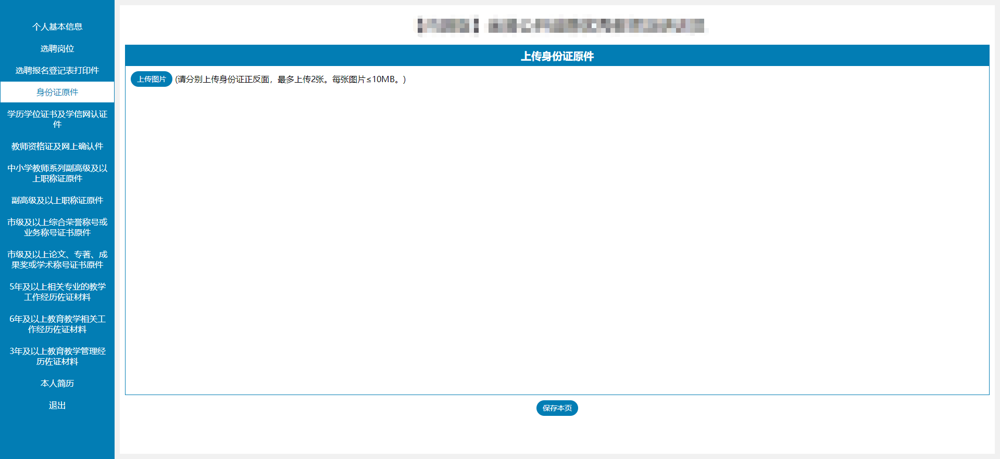 个人基本信息
选聘岗位
选聘报名登记表打印件
身份证原件
学历学位证书及学信网认证
件
教师资格证及网上确认件
中小学教师系列副高级及以
上职称证原件
副高级及以上职称证原件
市级及以上综合荣誉称号或
业务称号证书原件
市级及以上论文、专著、成
果奖或学术称号证书原件
5年及以上相关专业的教学
工作经历佐证材料
6年及以上教育教学相关工
作经历佐证材料
3年及以上教育教学管理经
历佐证材料
本人简历
退出
上传身份证原件
上传图片 (请分别上传身份证正反面，最多上传2张。每张图片≤10MB。)
保存本页